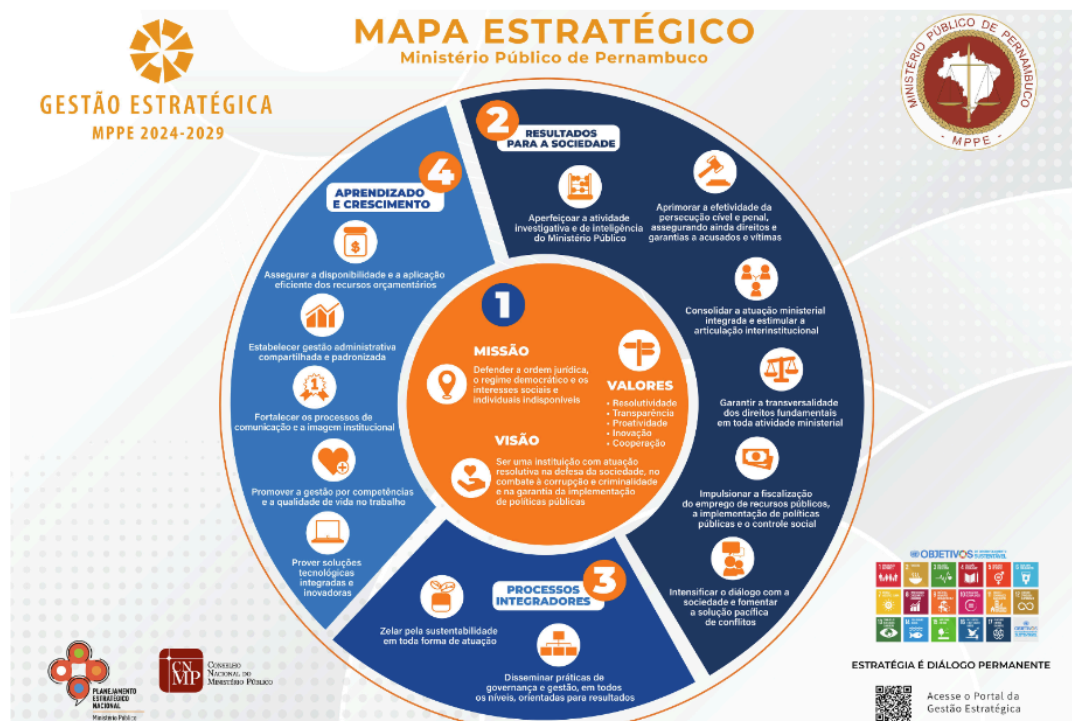 MAPA ESTRATÉGICO
Ministério Público de Pernambuco
GESTÃO ESTRATÉGICA
MPPE 2024-2029
MINISTÉRIO PÚBLICO DE PERNAMBUCO
- MPPE -
1
MISSÃO
Defender a ordem jurídica,
o regime democrático e os
interesses sociais e
individuais indisponíveis
VISÃO
Ser uma instituição com atuação
resolutiva na defesa da sociedade, no
combate à corrupção e criminalidade
e na garantia da implementação
de políticas públicas
VALORES
• Resolutividade
• Transparência
• Proatividade
• Inovação
• Cooperação
2
RESULTADOS
PARA A SOCIEDADE
Aperfeiçoar a atividade
investigativa e de inteligência
do Ministério Público
Aprimorar a efetividade da
persecução cível e penal,
assegurando ainda direitos e
garantias a acusados e vítimas
Consolidar a atuação ministerial
integrada e estimular a
articulação interinstitucional
Garantir a transversalidade
dos direitos fundamentais
em toda atividade ministerial
Impulsionar a fiscalização
do emprego de recursos públicos,
a implementação de políticas
públicas e o controle social
Intensificar o diálogo com a
sociedade e fomentar
a solução pacífica
de conflitos
3
PROCESSOS
INTEGRADORES
Zelar pela sustentabilidade
em toda forma de atuação
Disseminar práticas de
governança e gestão, em todos
os níveis, orientadas para resultados
4
APRENDIZADO
E CRESCIMENTO
$
Assegurar a disponibilidade e a aplicação
eficiente dos recursos orçamentários
Estabelecer gestão administrativa
compartilhada e padronizada
1
Fortalecer os processos de
comunicação e a imagem institucional
Promover a gestão por competências
e a qualidade de vida no trabalho
Prover soluções
tecnológicas
integradas e
inovadoras
PLANEJAMENTO
ESTRATÉGICO
NACIONAL
Ministério Público
CN
MP
CONSELHO
NACIONAL DO
MINISTÉRIO PÚBLICO
OBJETIVOS
ESTRATÉGIA É DIÁLOGO PERMANENTE
Acesse o Portal da
Gestão Estratégica